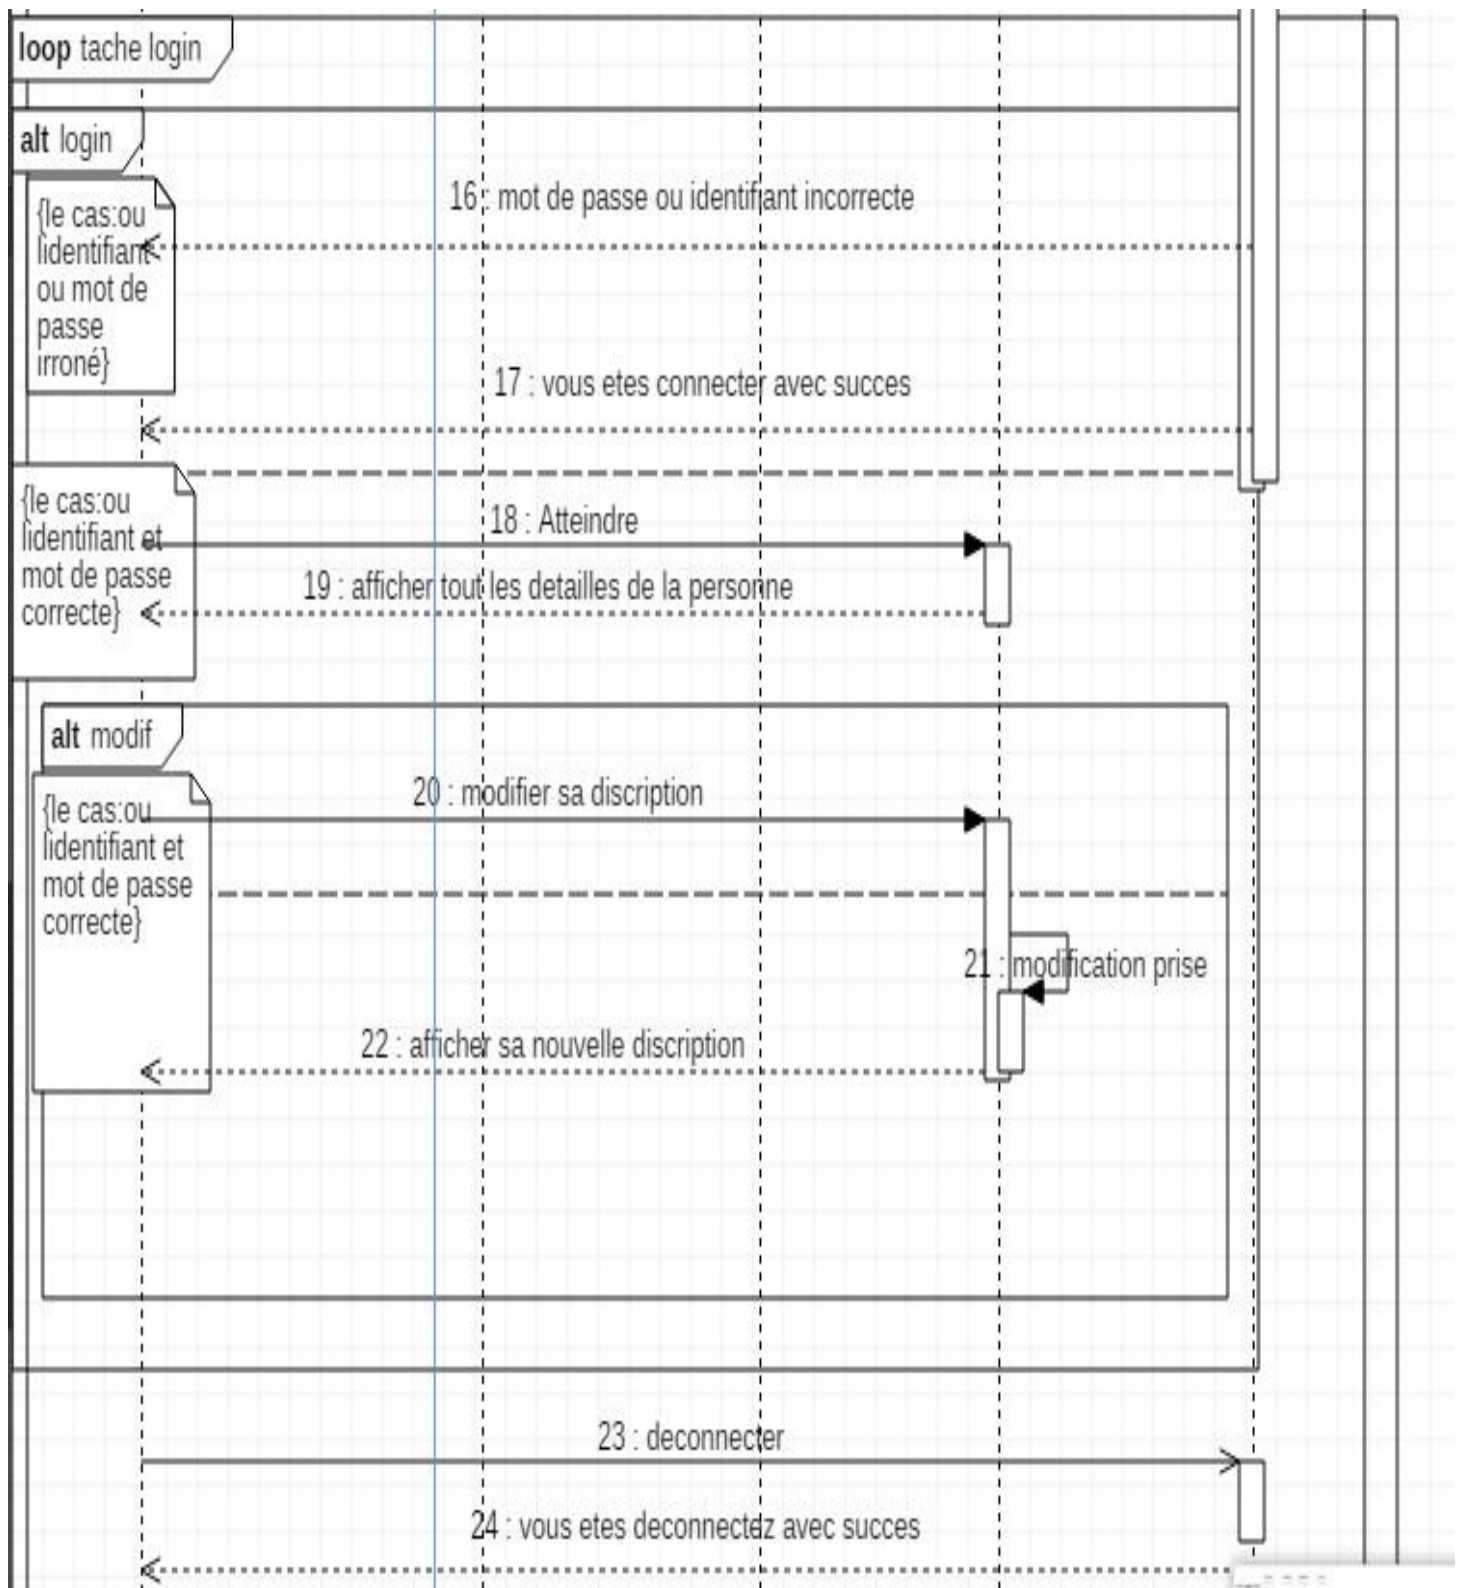 loop tache login
alt login
{le cas:ou
lidentifiant
ou mot de
passe
irroné}
16 : mot de passe ou identifiant incorrecte
17 : vous etes connecter avec succes
{le cas:ou
lidentifiant et
mot de passe
correcte}
18 : Atteindre
19 : afficher tout les detailles de la personne
alt modif
{le cas:ou
lidentifiant et
mot de passe
correcte}
20 : modifier sa discription
21 : modification prise
22 : afficher sa nouvelle discription
23 : deconnecter
24 : vous etes deconnectez avec succes